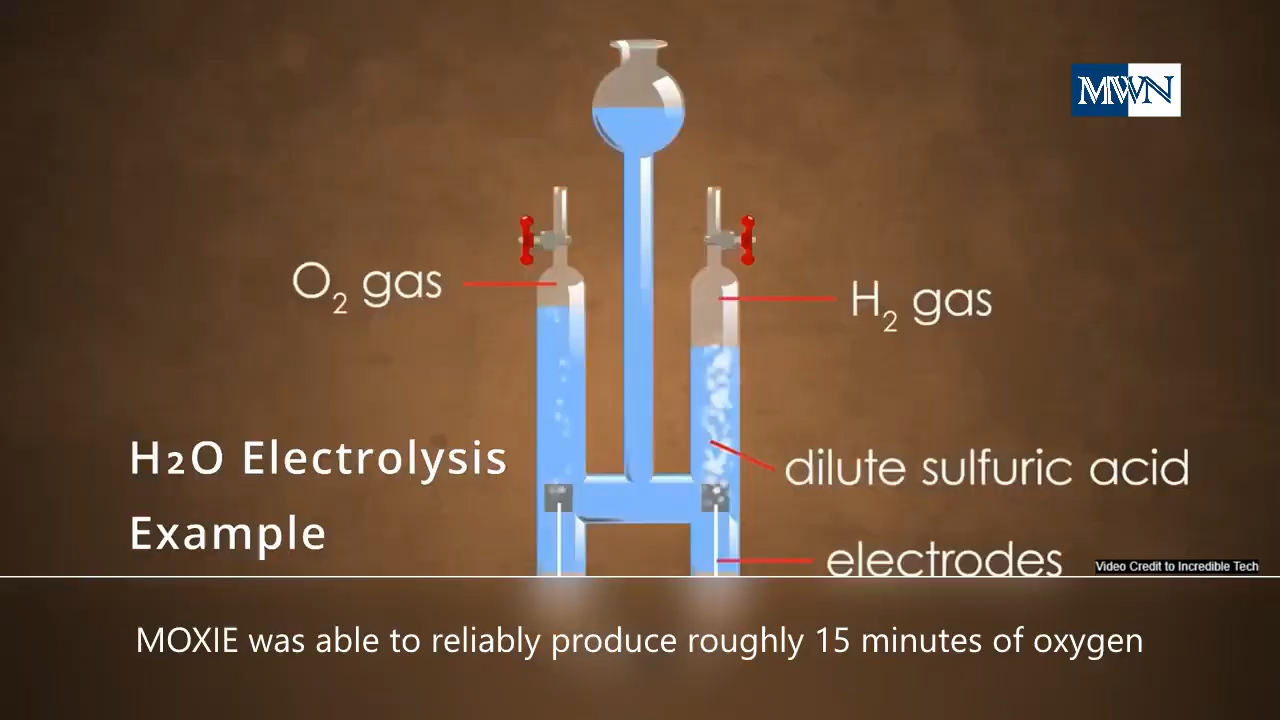 MWN
O₂ gas
H₂ gas
H₂O Electrolysis
Example
dilute sulfuric acid
electrodes
Video Credit to Incredible Tech
MOXIE was able to reliably produce roughly 15 minutes of oxygen